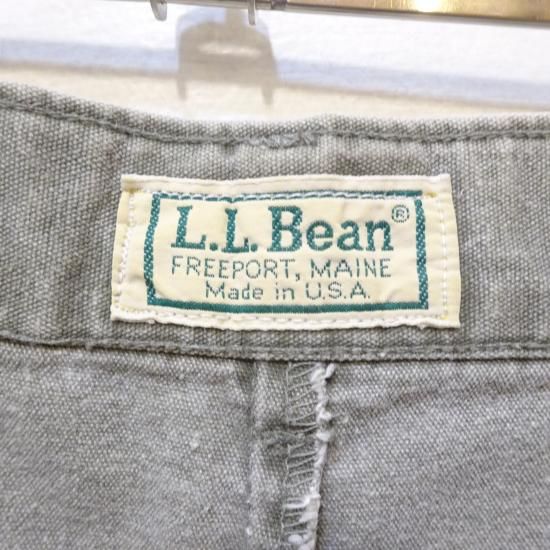 L.L.Bean®
FREEPORT, MAINE
Made in U.S.A.